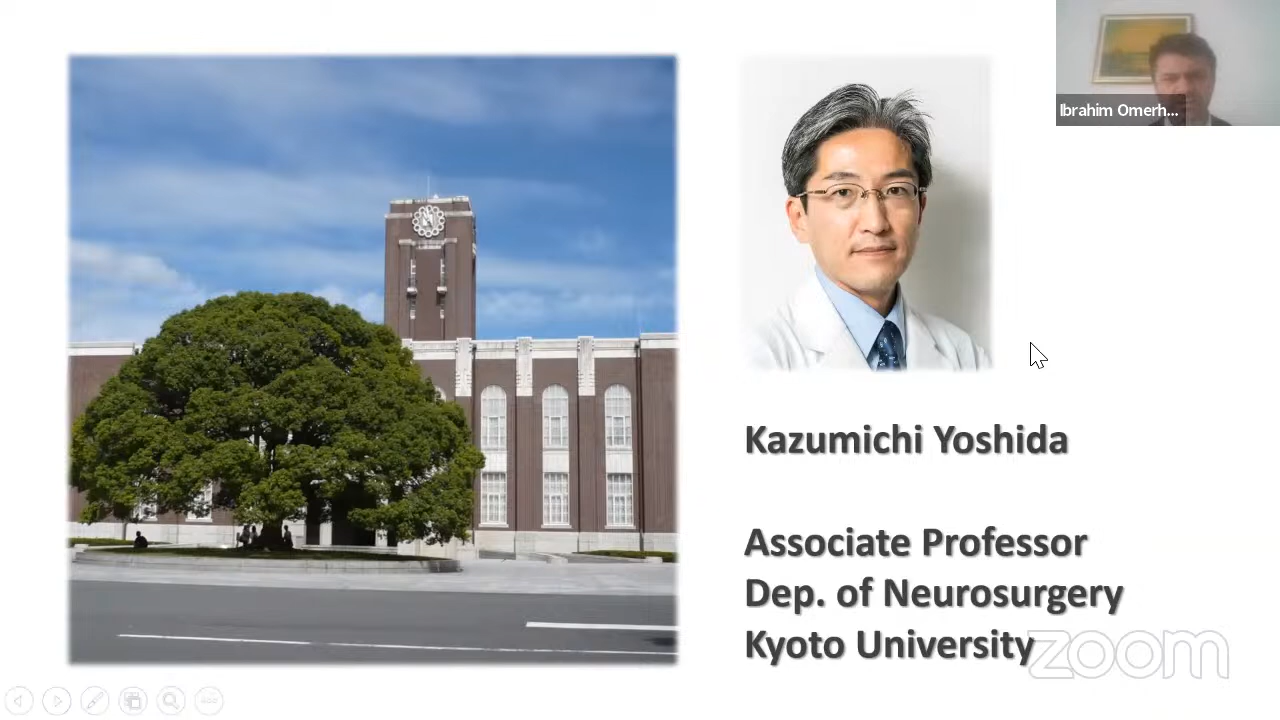 Ibrahim Omerh...
Kazumichi Yoshida
Associate Professor
Dep. of Neurosurgery
Kyoto University
zoom